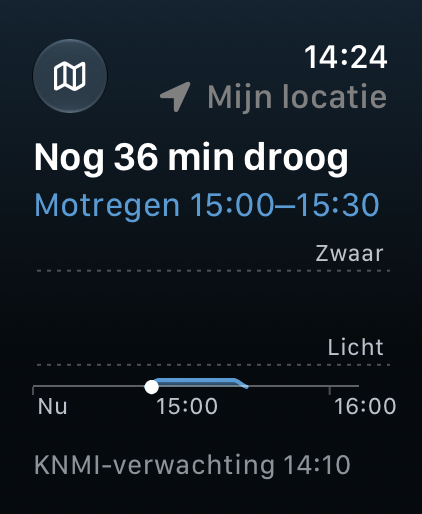 14:24
Mijn locatie
Nog 36 min droog
Motregen 15:00–15:30
Zwaar
Licht
Nu 15:00 16:00
KNMI-verwachting 14:10